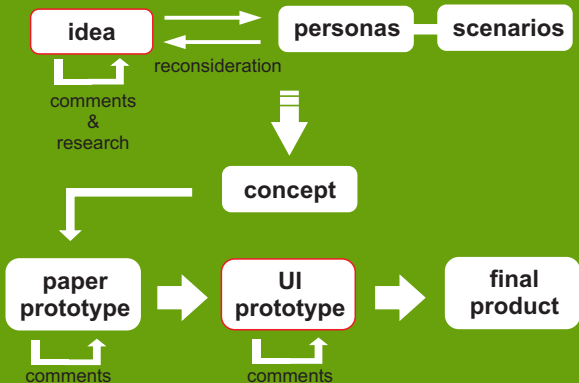 idea
personas
scenarios
reconsideration
comments
&
research
concept
paper
prototype
UI
prototype
final
product
comments
comments